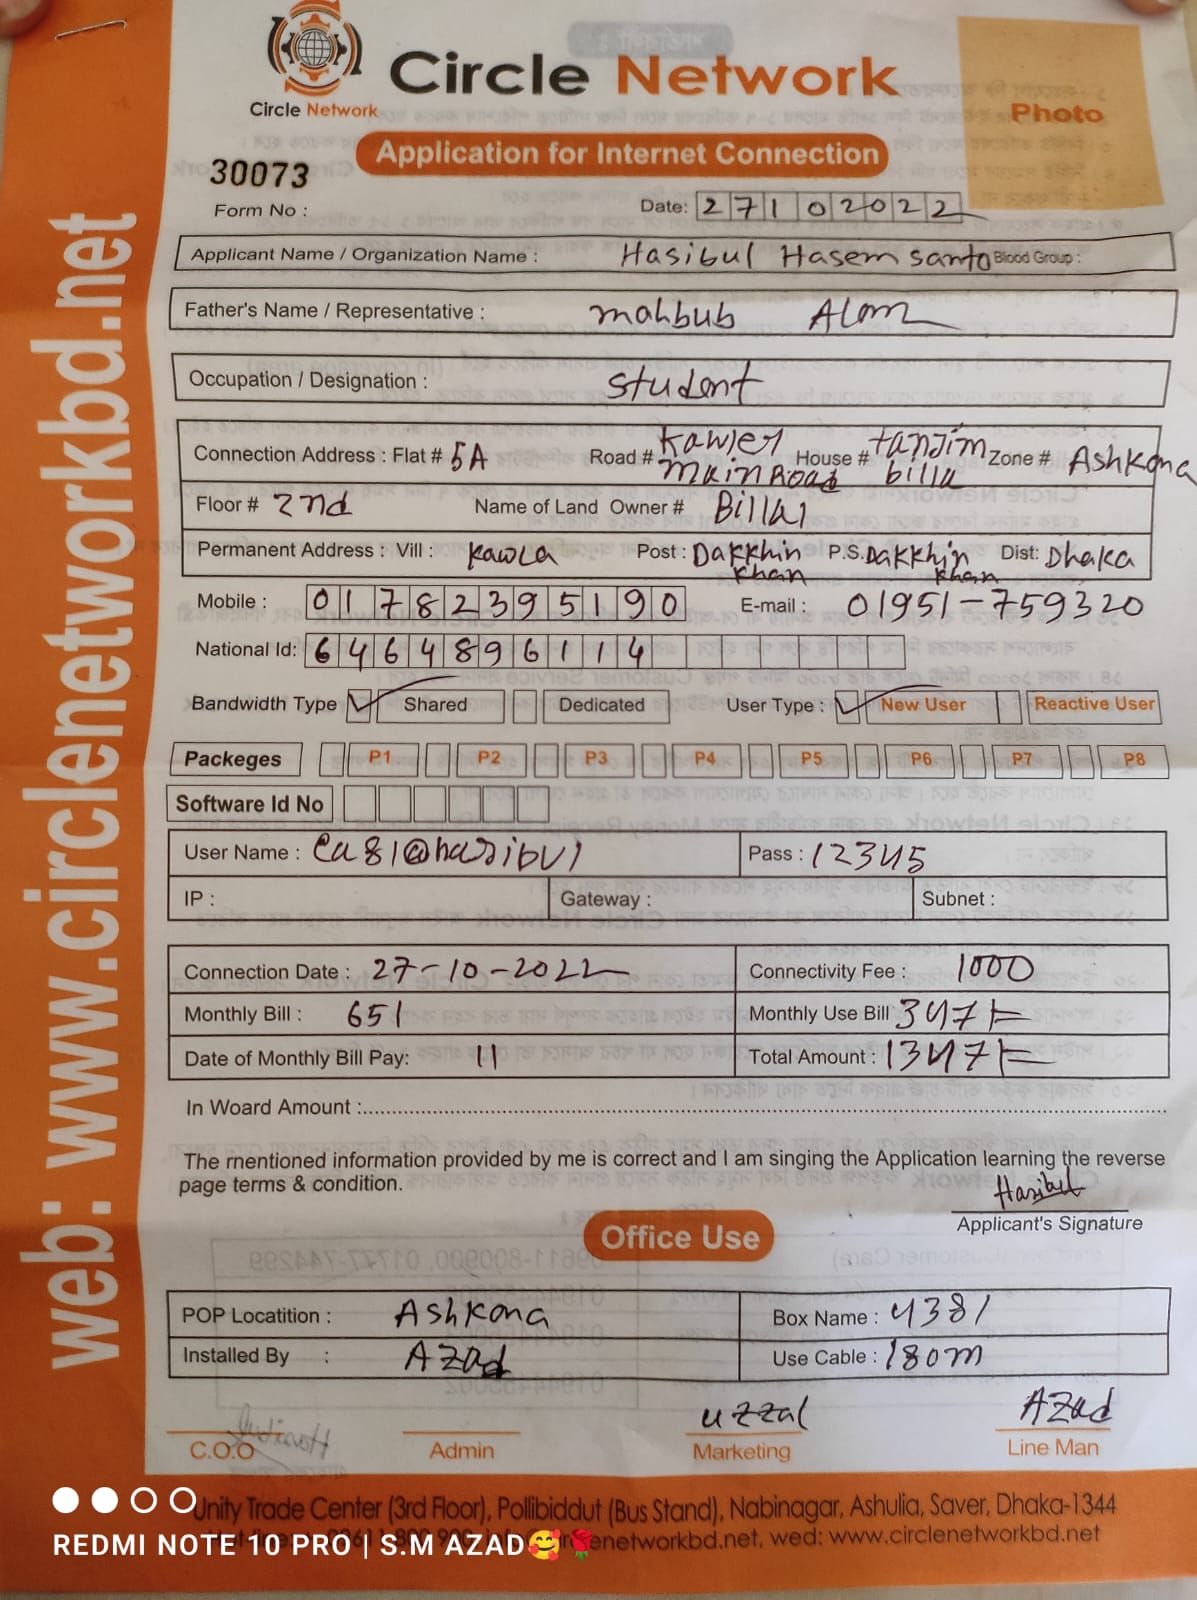 Circle Network
Circle Network
Photo
Application for Internet Connection
30073
Form No :
Date: 27102022
Applicant Name / Organization Name : Hasibul Hasem santo Blood Group :
Father's Name / Representative : mahbub Alam
Occupation / Designation : student
Connection Address : Flat # 5A Road # Kawler main Road House # tanjim billa Zone # Ashkona
Floor # 2nd Name of Land Owner # Billal
Permanent Address : Vill : Kawla Post : Dakkhin khan P.S. Dakkhin khan Dist: Dhaka
Mobile : 01782395190 E-mail : 01951-759320
National Id: 6464896114
Bandwidth Type Shared Dedicated User Type : New User Reactive User
Packeges P1 P2 P3 P4 P5 P6 P7 P8
Software Id No
User Name : Ca81@hasibul Pass : 12345
IP : Gateway : Subnet :
Connection Date : 27-10-2022 Connectivity Fee : 1000
Monthly Bill : 651 Monthly Use Bill 347/=
Date of Monthly Bill Pay: 11 Total Amount : 1347/=
In Woard Amount :
The mentioned information provided by me is correct and I am singing the Application learning the reverse
page terms & condition.
Hasibul
Applicant's Signature
Office Use
POP Locatition : Ashkona Box Name : 4381
Installed By : Azad Use Cable : 180m
uzzal Azad
C.O.O Admin Marketing Line Man
Unity Trade Center (3rd Floor), Pollibiddut (Bus Stand), Nabinagar, Ashulia, Saver, Dhaka-1344
enetworkbd.net, wed: www.circlenetworkbd.net
REDMI NOTE 10 PRO | S.M AZAD🥰🌹
web: www.circlenetworkbd.net